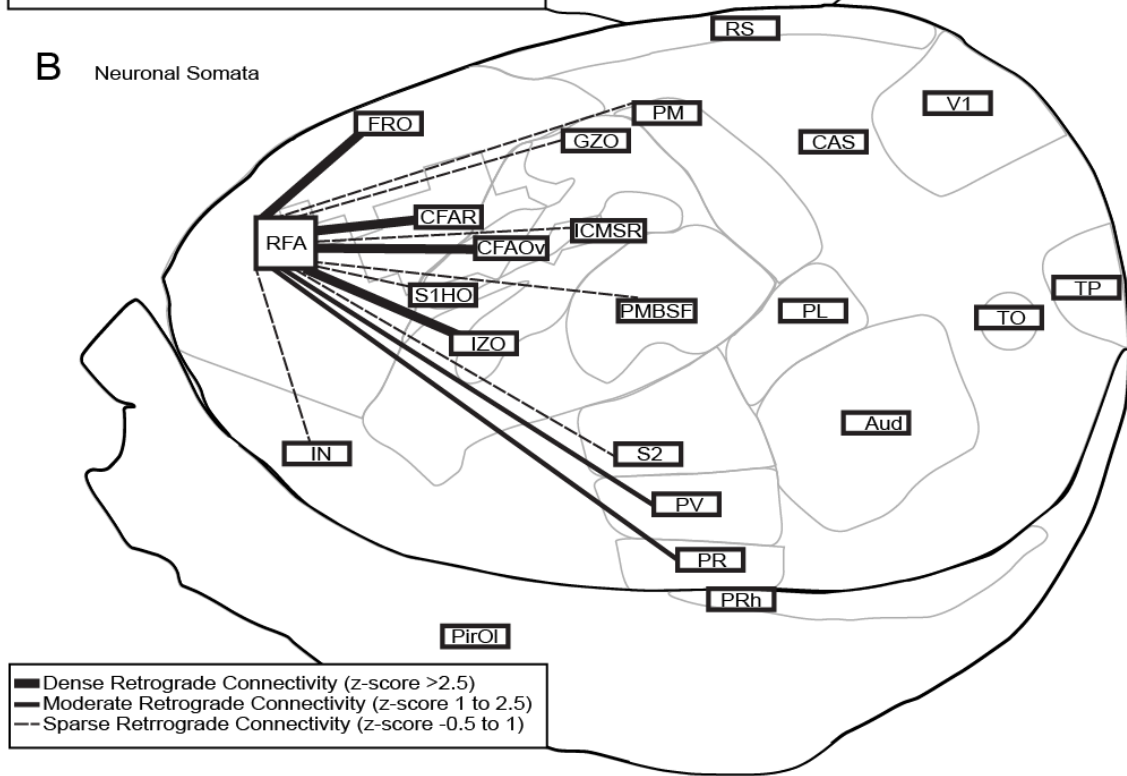 RS
B Neuronal Somata
V1
PM
FRO
GZO
CAS
CFAR
ICMSR
RFA
CFAOv
TP
S1HO
PMBSF
PL
TO
IZO
Aud
IN
S2
PV
PR
PRh
PirOl
Dense Retrograde Connectivity (z-score >2.5)
Moderate Retrograde Connectivity (z-score 1 to 2.5)
Sparse Retrrograde Connectivity (z-score -0.5 to 1)